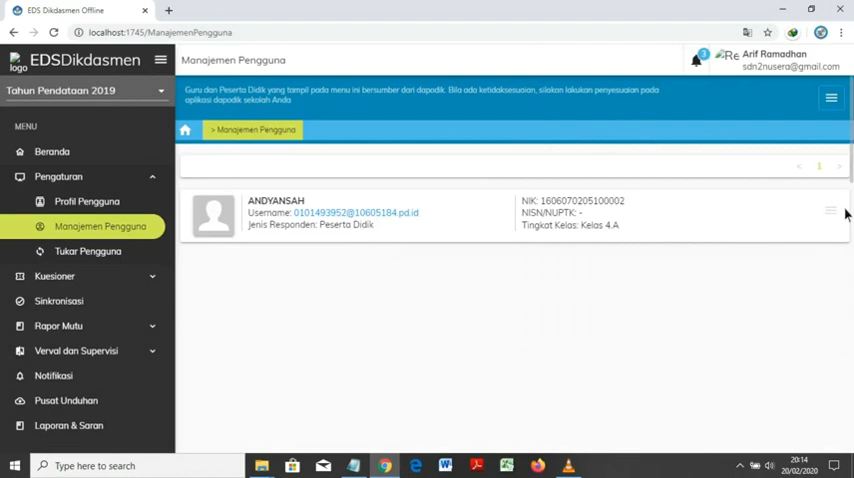 EDS Dikdasmen Offline
localhost:1745/ManajemenPengguna
logo
EDSDikdasmen
Manajemen Pengguna
3
Re
Arif Ramadhan
sdn2nusera@gmail.com
Tahun Pendataan 2019
Guru dan Peserta Didik yang tampil pada menu ini bersumber dari dapodik. Bila ada ketidaksesuaian, silakan lakukan penyesuaian pada
aplikasi dapodik sekolah Anda
> Manajemen Pengguna
MENU
Beranda
Pengaturan
Profil Pengguna
Manajemen Pengguna
Tukar Pengguna
Kuesioner
Sinkronisasi
Rapor Mutu
Verval dan Supervisi
Notifikasi
Pusat Unduhan
Laporan & Saran
< 1 >
ANDYANSAH
Username: 0101493952@10605184.pd.id
Jenis Responden: Peserta Didik
NIK: 1606070205100002
NISN/NUPTK: -
Tingkat Kelas: Kelas 4.A
Type here to search
20:14
20/02/2020